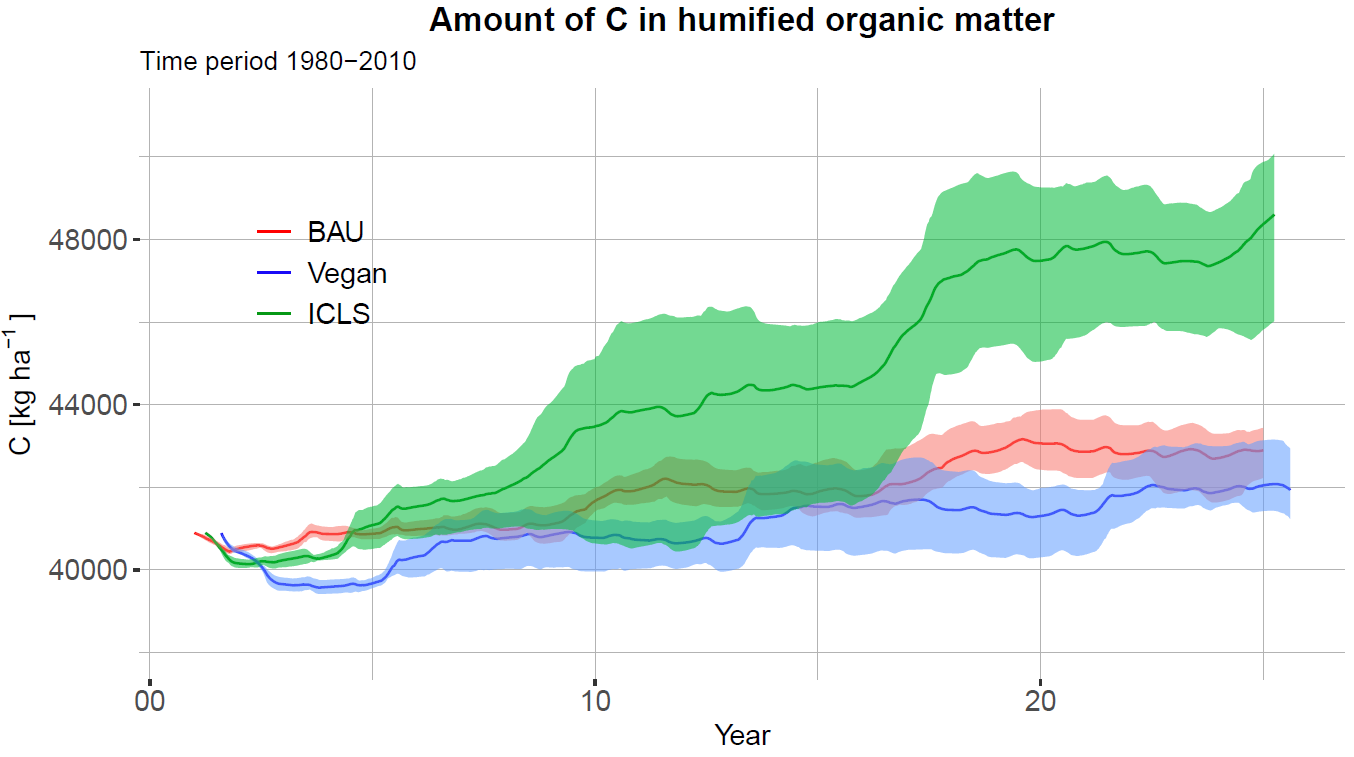 Amount of C in humified organic matter
Time period 1980−2010
C [kg ha⁻¹ ]
48000
44000
40000
BAU
Vegan
ICLS
00
10
20
Year